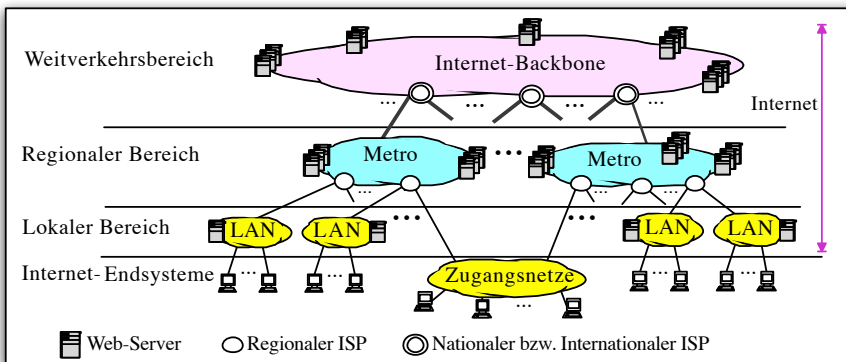 Weitverkehrsbereich
Internet-Backbone
... ... ... ...
Internet
Regionaler Bereich
Metro
...
Metro
... ... ...
Lokaler Bereich
LAN
LAN
...
...
LAN
LAN
Internet-Endsysteme
... ...
Zugangsnetze
... ...
...
Web-Server
Regionaler ISP
Nationaler bzw. Internationaler ISP